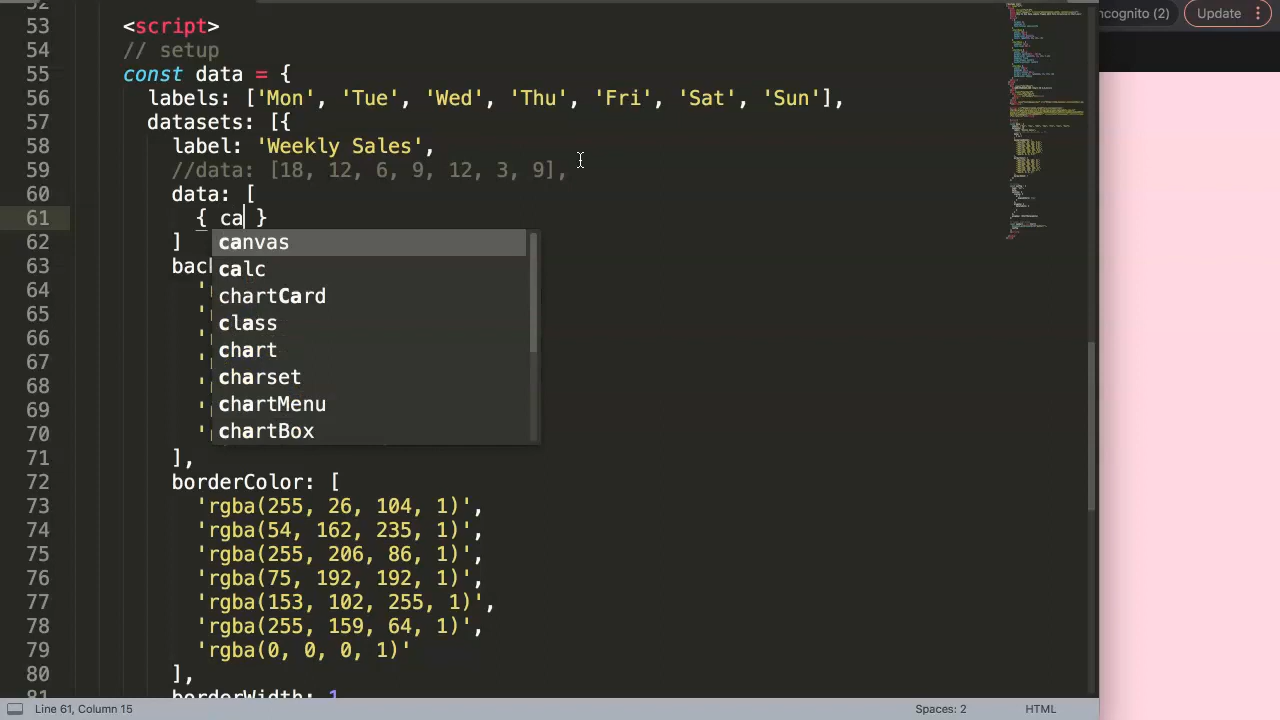 52
53 <script>
54 // setup
55 const data = {
56 labels: ['Mon', 'Tue', 'Wed', 'Thu', 'Fri', 'Sat', 'Sun'],
57 datasets: [{
58 label: 'Weekly Sales',
59 //data: [18, 12, 6, 9, 12, 3, 9],
60 data: [
61 { ca }
62 ]
63 bac
64 '
65
66
67
68 '
69 '
70 '
71 ],
72 borderColor: [
73 'rgba(255, 26, 104, 1)',
74 'rgba(54, 162, 235, 1)',
75 'rgba(255, 206, 86, 1)',
76 'rgba(75, 192, 192, 1)',
77 'rgba(153, 102, 255, 1)',
78 'rgba(255, 159, 64, 1)',
79 'rgba(0, 0, 0, 1)'
80 ],
81 borderWidth: 1
canvas
calc
chartCard
class
chart
charset
chartMenu
chartBox
ncognito (2)
Update
Line 61, Column 15
Spaces: 2
HTML